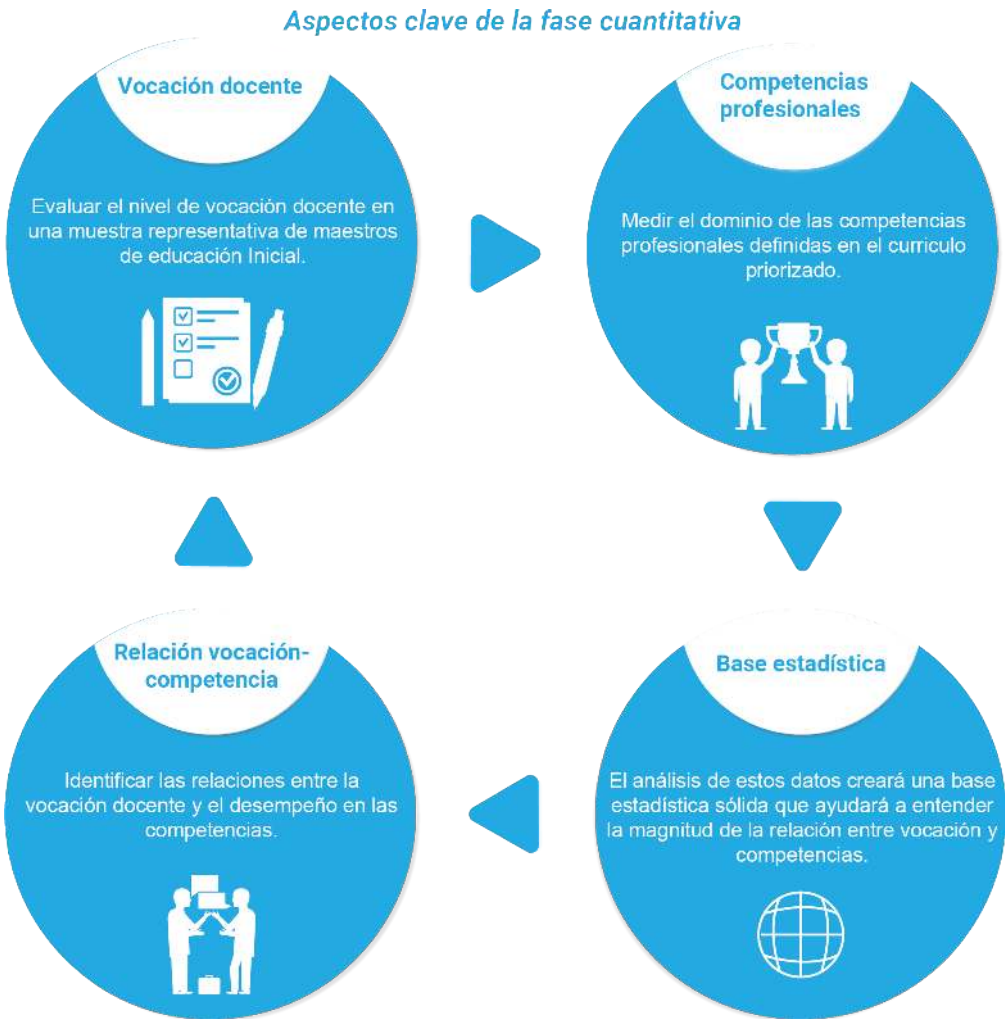 Aspectos clave de la fase cuantitativa
Vocación docente
Evaluar el nivel de vocación docente en
una muestra representativa de maestros
de educación Inicial.
Competencias
profesionales
Medir el dominio de las competencias
profesionales definidas en el curriculo
priorizado.
Base estadística
El análisis de estos datos creará una base
estadística sólida que ayudará a entender
la magnitud de la relación entre vocación y
competencias.
Relación vocación-
competencia
Identificar las relaciones entre la
vocación docente y el desempeño en las
competencias.